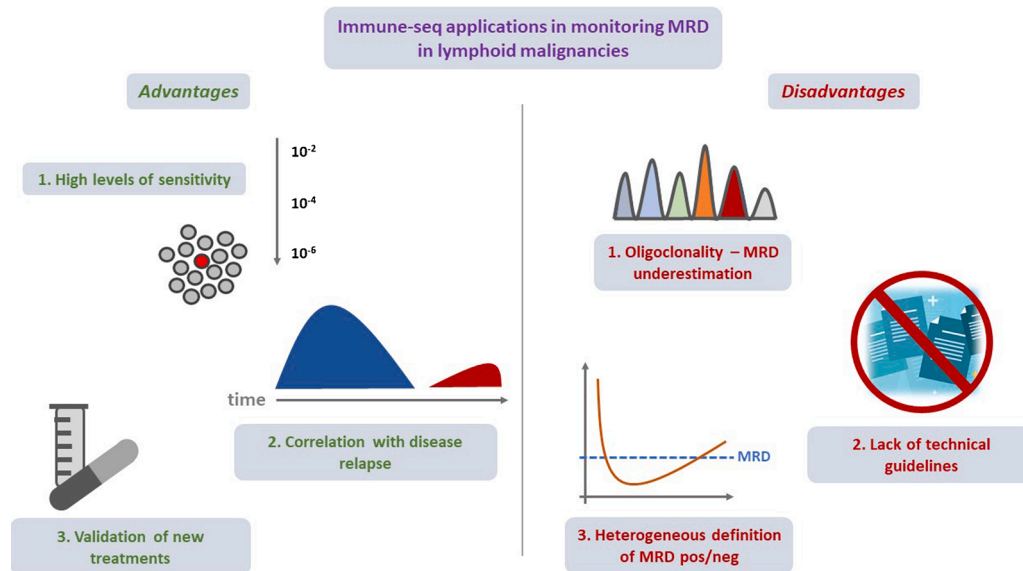 Immune-seq applications in monitoring MRD
in lymphoid malignancies
Advantages
1. High levels of sensitivity
10-2
10-4
10-6
time
2. Correlation with disease
relapse
3. Validation of new
treatments
Disadvantages
1. Oligoclonality – MRD
underestimation
2. Lack of technical
guidelines
MRD
3. Heterogeneous definition
of MRD pos/neg